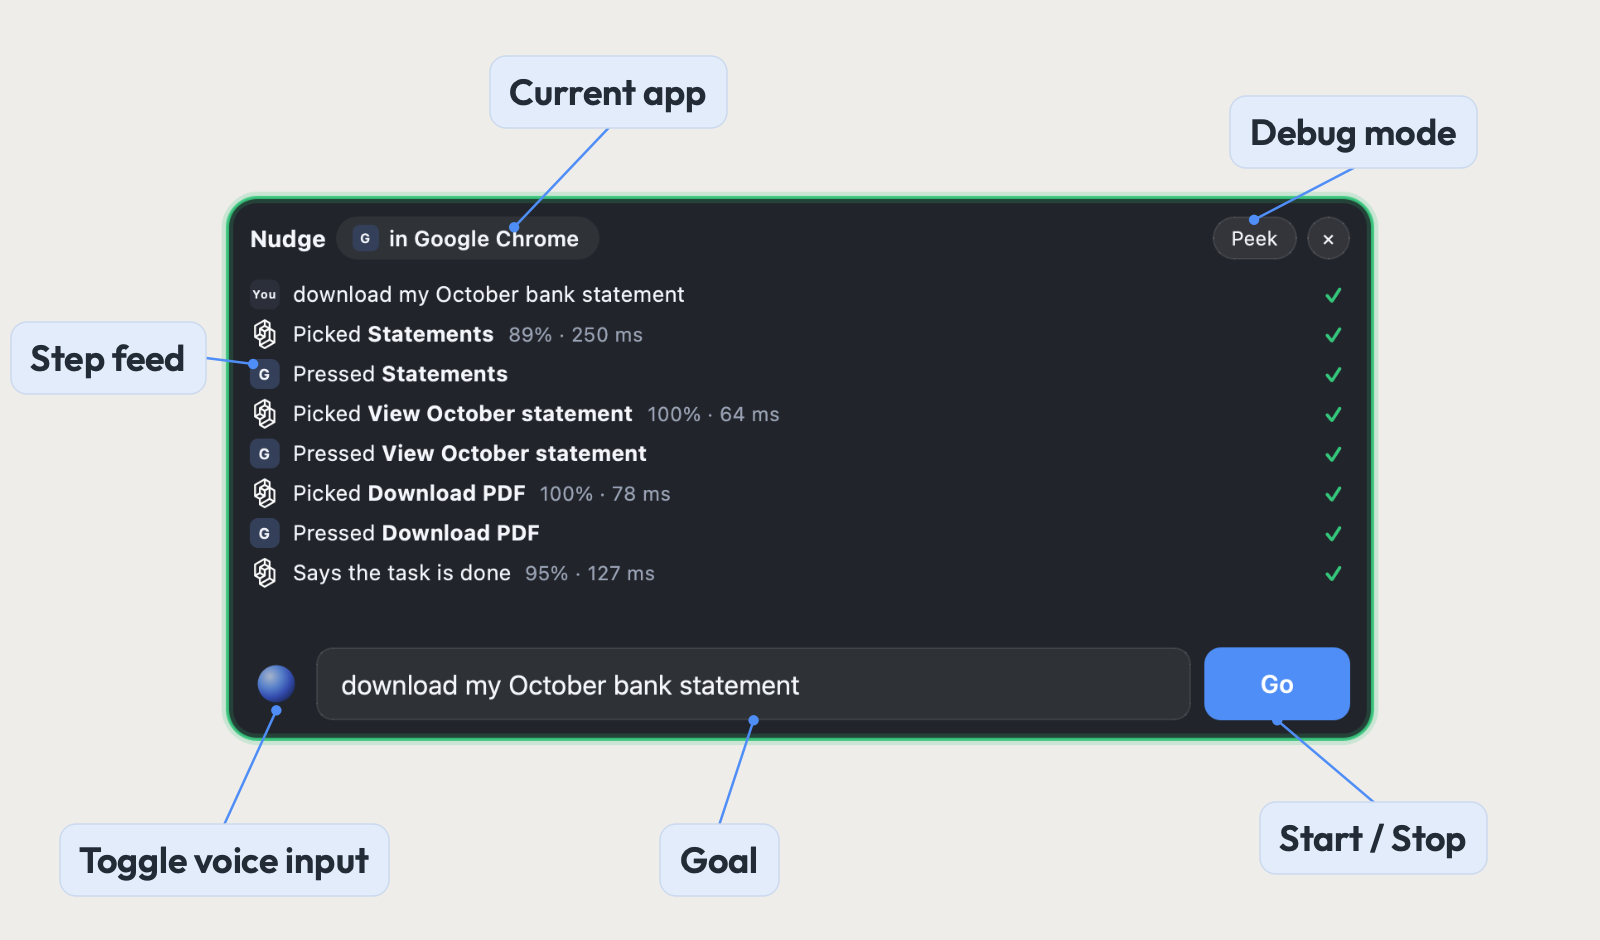 Current app
Debug mode
Nudge G in Google Chrome Peek ×
You download my October bank statement
Picked Statements 89% · 250 ms
Step feed
G Pressed Statements
Picked View October statement 100% · 64 ms
G Pressed View October statement
Picked Download PDF 100% · 78 ms
G Pressed Download PDF
Says the task is done 95% · 127 ms
download my October bank statement Go
Toggle voice input
Goal
Start / Stop